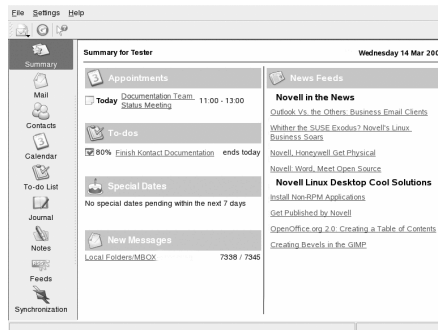 File Settings Help
Summary
Mail
Contacts
Calendar
To-do List
Journal
Notes
Feeds
Synchronization
Summary for Tester
Wednesday 14 Mar 200
Appointments
Today Documentation Team Status Meeting 11:00 - 13:00
To-dos
80% Finish Kontact Documentation ends today
Special Dates
No special dates pending within the next 7 days
New Messages
Local Folders/MBOX 7338 / 7345
News Feeds
Novell in the News
Outlook Vs. the Others: Business Email Clients
Whither the SUSE Exodus? Novell's Linux
Business Soars
Novell, Honeywell Get Physical
Novell: Word, Meet Open Source
Novell Linux Desktop Cool Solutions
Install Non-RPM Applications
Get Published by Novell
OpenOffice.org 2.0: Creating a Table of Contents
Creating Bevels in the GIMP